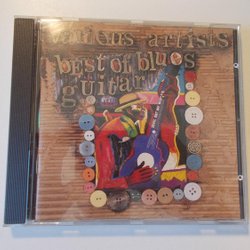 various artists
best of blues
guitar